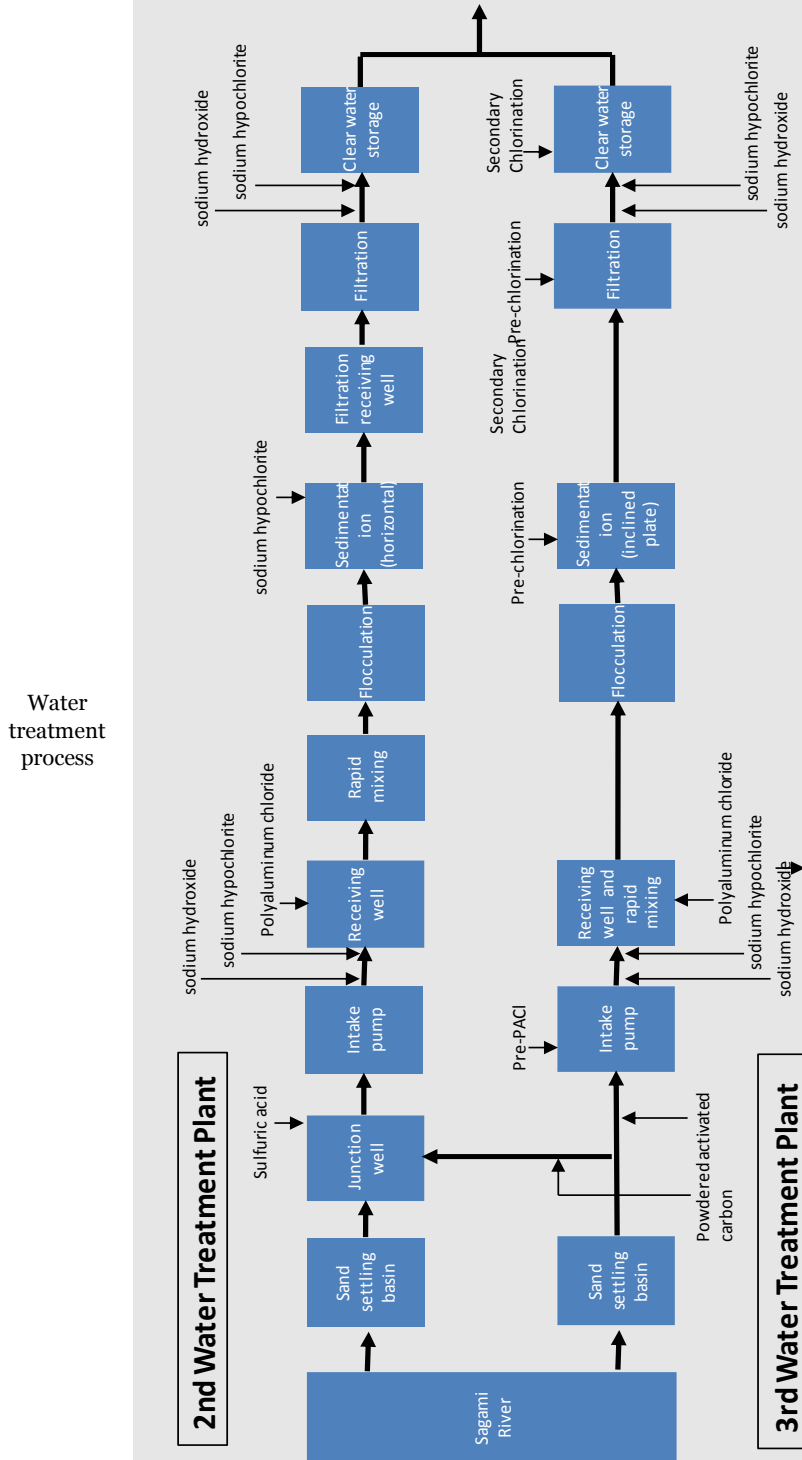 Water
treatment
process
2nd Water Treatment Plant
Sagami
River
Sand
settling
basin
Junction
well
Sulfuric acid
Intake
pump
sodium hydroxide
sodium hypochlorite
Receiving
well
Polyaluminum chloride
Rapid
mixing
Flocculation
Sedimentat
ion
(horizontal)
sodium hypochlorite
Filtration
receiving
well
Filtration
sodium hydroxide
sodium hypochlorite
Clear water
storage
3rd Water Treatment Plant
Sand
settling
basin
Powdered activated
carbon
Intake
pump
Pre-PACl
sodium hydroxide
sodium hypochlorite
Receiving
well and
rapid
mixing
Polyaluminum chloride
Flocculation
Sedimentat
ion
(inclined
plate)
Pre-chlorination
Secondary
Chlorination
Filtration
Pre-chlorination
sodium hydroxide
sodium hypochlorite
Clear water
storage
Secondary
Chlorination